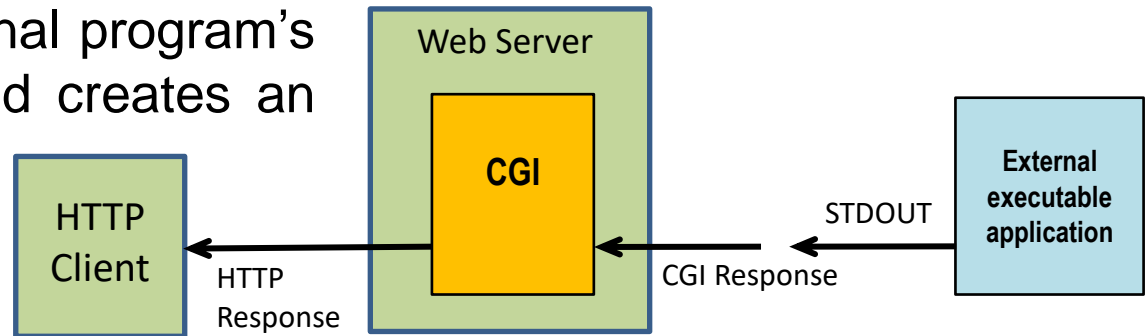 nal program's
d creates an
Web Server
CGI
HTTP
Client
HTTP
Response
CGI Response
STDOUT
External
executable
application